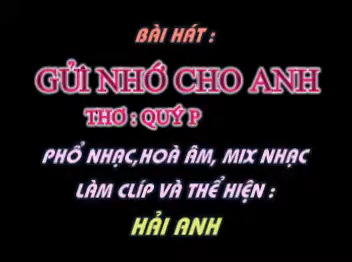 BÀI HÁT :
GỬI NHỚ CHO ANH
THƠ : QUÝ P
PHỔ NHẠC,HOÀ ÂM, MIX NHẠC
LÀM CLÍP VÀ THỂ HIỆN :
HẢI ANH